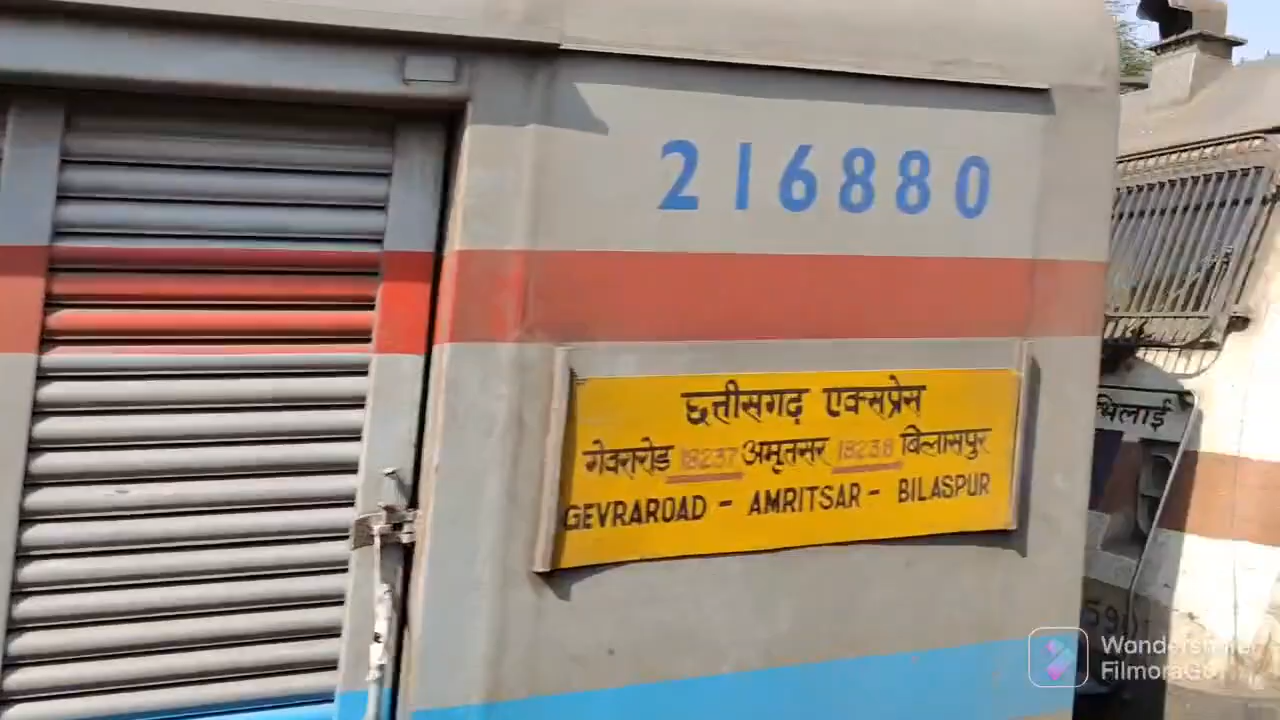 216880
छत्तीसगढ़ एक्सप्रेस
गेवरारोड 18237 अमृतसर 18238 बिलासपुर
GEVRAROAD - AMRITSAR - BILASPUR
भिलाई
Wondershare
FilmoraGo